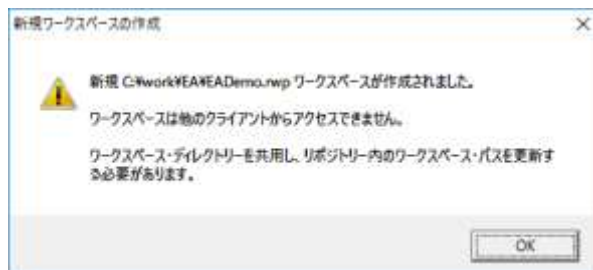 新規ワークスペースの作成
新規 C:¥work¥EA¥EADemo.rwp ワークスペースが作成されました。
ワークスペースは他のクライアントからアクセスできません。
ワークスペース・ディレクトリーを共用し、リポジトリー内のワークスペース・パスを更新す
る必要があります。
OK